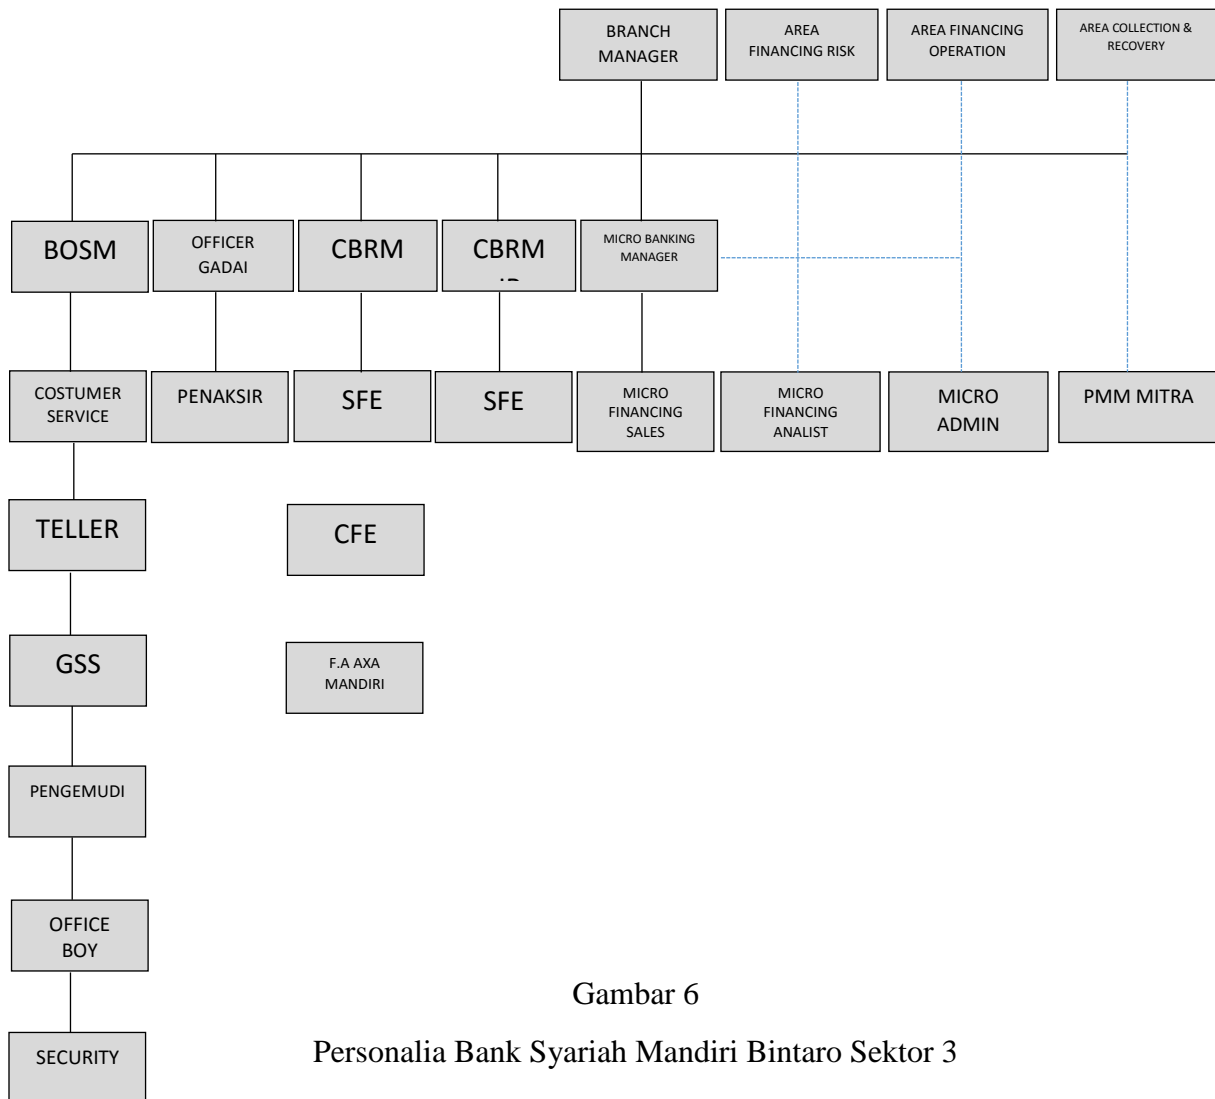 BRANCH
MANAGER
AREA
FINANCING RISK
AREA FINANCING
OPERATION
AREA COLLECTION &
RECOVERY
BOSM
OFFICER
GADAI
CBRM
CBRM
MICRO BANKING
MANAGER
COSTUMER
SERVICE
PENAKSIR
SFE
SFE
MICRO
FINANCING
SALES
MICRO
FINANCING
ANALIST
MICRO
ADMIN
PMM MITRA
TELLER
CFE
GSS
F.A AXA
MANDIRI
PENGEMUDI
OFFICE
BOY
SECURITY
Gambar 6
Personalia Bank Syariah Mandiri Bintaro Sektor 3